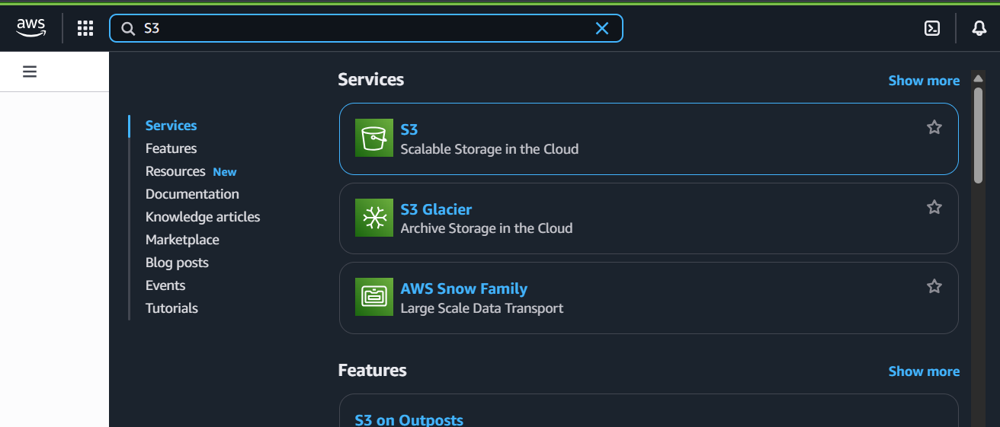 aws
S3
Services
Features
Resources New
Documentation
Knowledge articles
Marketplace
Blog posts
Events
Tutorials
Services
Show more
S3
Scalable Storage in the Cloud
S3 Glacier
Archive Storage in the Cloud
AWS Snow Family
Large Scale Data Transport
Features
Show more
S3 on Outposts